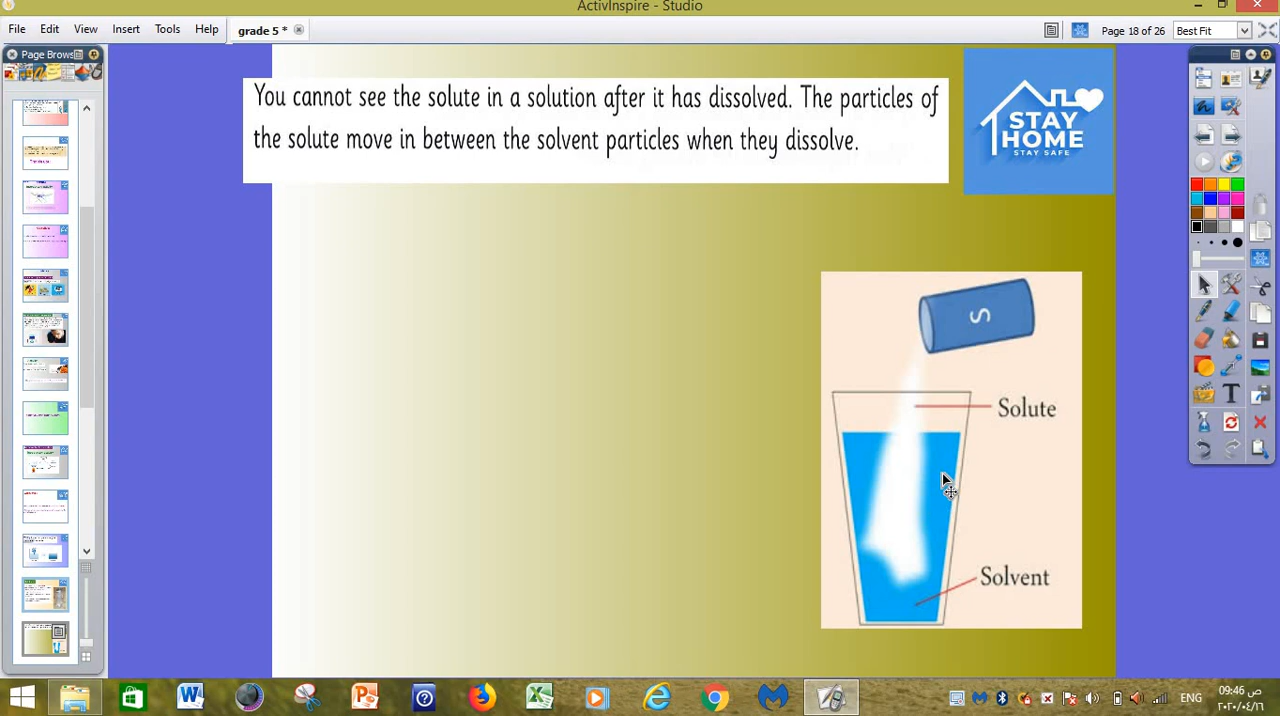 ActivInspire - Studio
File Edit View Insert Tools Help grade 5 *
Page 18 of 26 Best Fit
Page Brows
You cannot see the solute in a solution after it has dissolved. The particles of
the solute move in between the solvent particles when they dissolve.
STAY
HOME
STAY SAFE
S
Solute
Solvent
ENG
09:46 ص